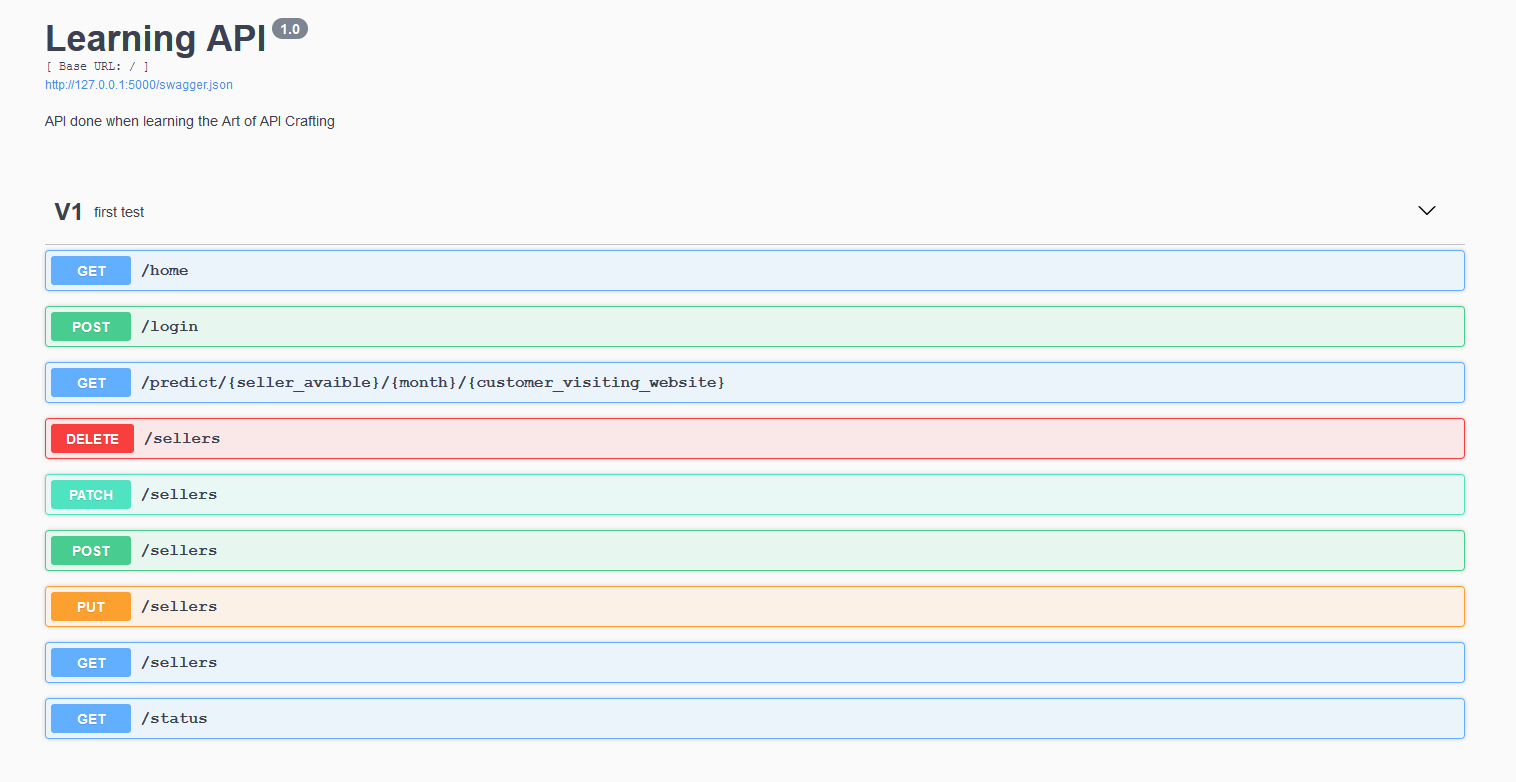 Learning API 1.0
[ Base URL: / ]
http://127.0.0.1:5000/swagger.json
API done when learning the Art of API Crafting
V1 first test
GET /home
POST /login
GET /predict/{seller_avaible}/{month}/{customer_visiting_website}
DELETE /sellers
PATCH /sellers
POST /sellers
PUT /sellers
GET /sellers
GET /status